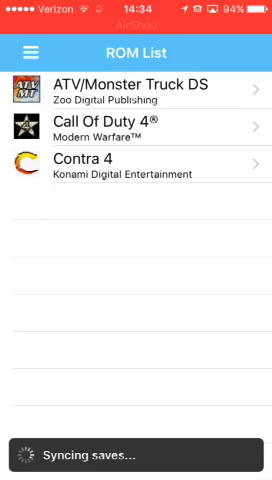 Verizon 14:34 94%
AirShou
ROM List
ATV/Monster Truck DS
Zoo Digital Publishing
Call Of Duty 4®
Modern Warfare™
Contra 4
Konami Digital Entertainment
Syncing saves...